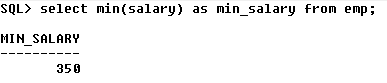 SQL> select min(salary) as min_salary from emp;
MIN_SALARY
----------
350